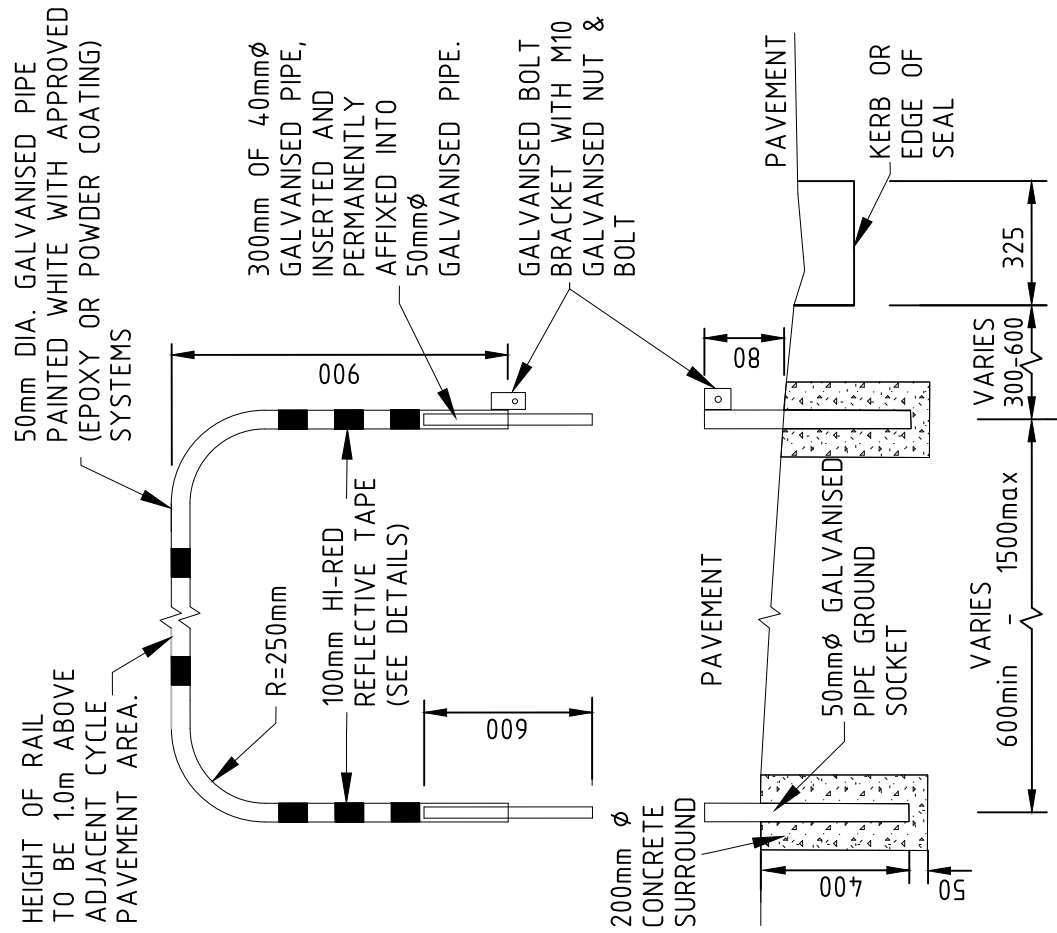 50mm DIA. GALVANISED PIPE
PAINTED WHITE WITH APPROVED
(EPOXY OR POWDER COATING)
SYSTEMS
HEIGHT OF RAIL
TO BE 1.0m ABOVE
ADJACENT CYCLE
PAVEMENT AREA.
R=250mm
100mm HI-RED
REFLECTIVE TAPE
(SEE DETAILS)
900
600
300mm OF 40mmØ
GALVANISED PIPE,
INSERTED AND
PERMANENTLY
AFFIXED INTO
50mmØ
GALVANISED PIPE.
GALVANISED BOLT
BRACKET WITH M10
GALVANISED NUT &
BOLT
200mm Ø
CONCRETE
SURROUND
PAVEMENT
50mmØ GALVANISED
PIPE GROUND
SOCKET
80
PAVEMENT
KERB OR
EDGE OF
SEAL
400
50
VARIES
600min - 1500max
VARIES
300-600
325